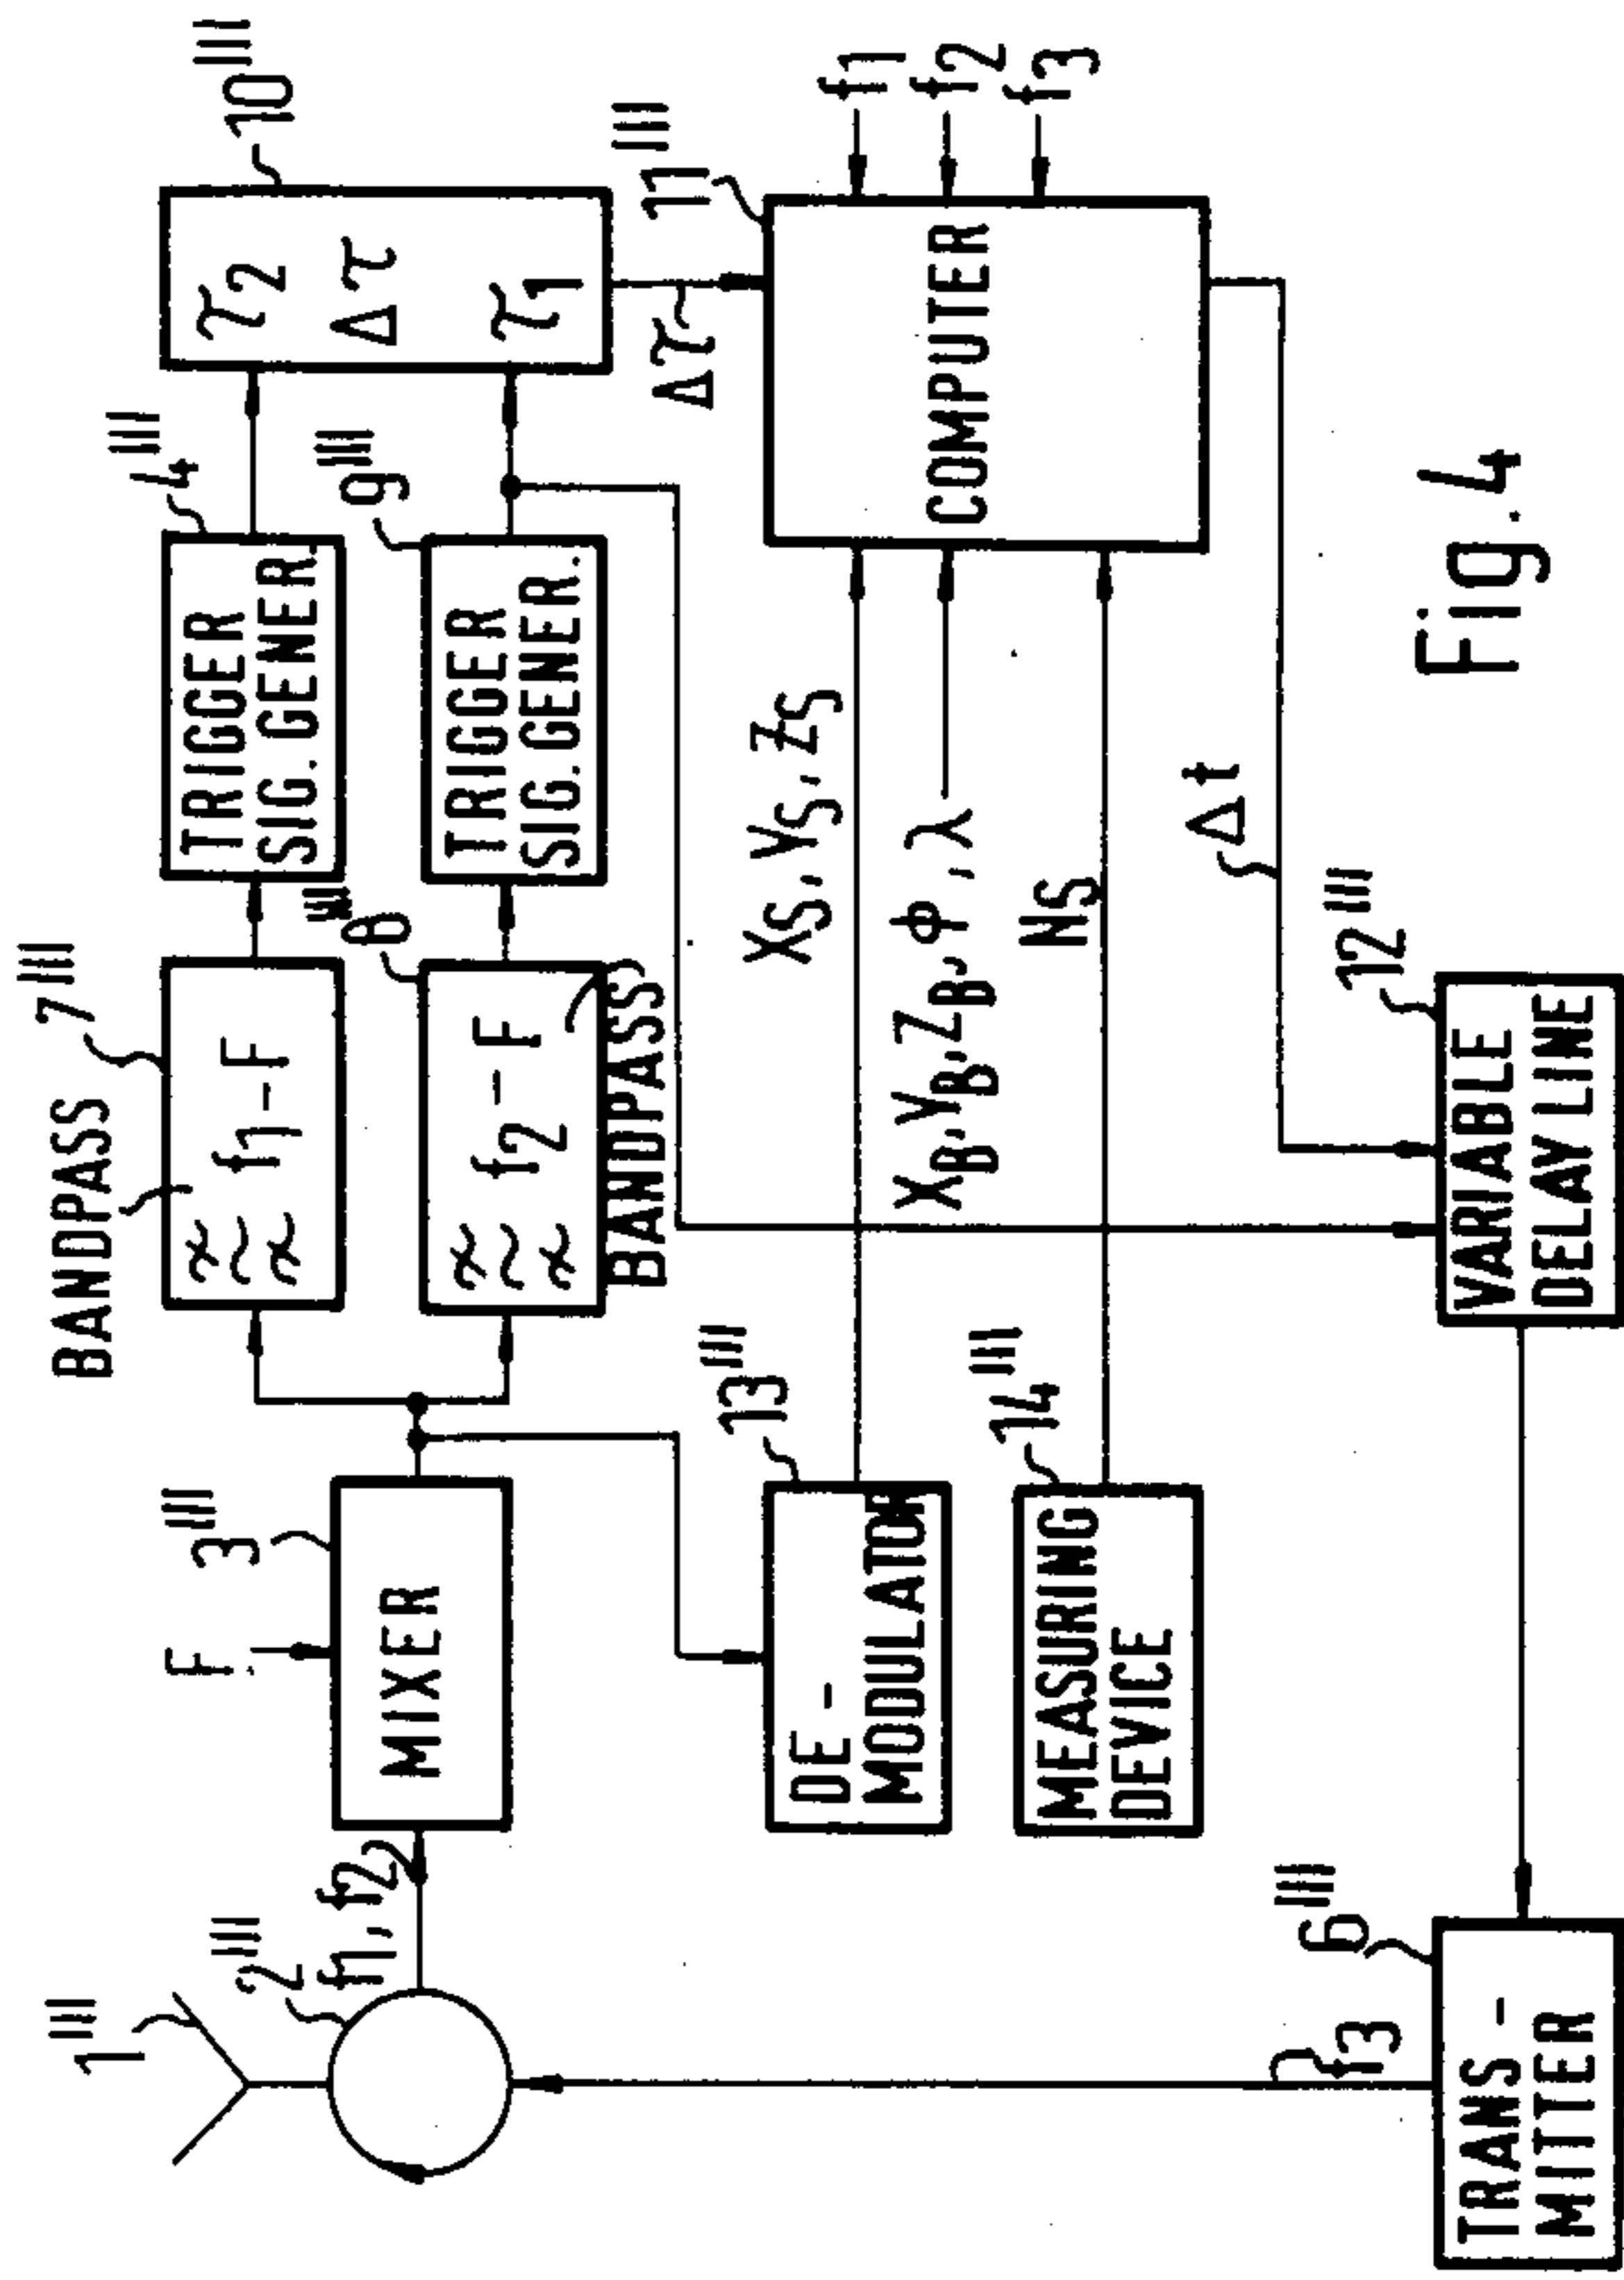 1''''
2''''
f1, f2
F
3''''
MIXER
BANDPASS
7''''
f1 - F
8''''
f2 - F
BANDPASS
TRIGGER
SIG. GENER.
4''''
TRIGGER
SIG. GENER.
9''''
10''''
τ2
Δτ
τ1
Δτ
11''''
COMPUTER
f1
f2
f3
13''''
DE-
MODULATOR
XS, YS, ZS
XB, YB, ZB, Φ, λ
14''''
MEASURING
DEVICE
NS
Δt
12''''
VARIABLE
DELAY LINE
6''''
TRANS-
MITTER
f3
Fig. 4